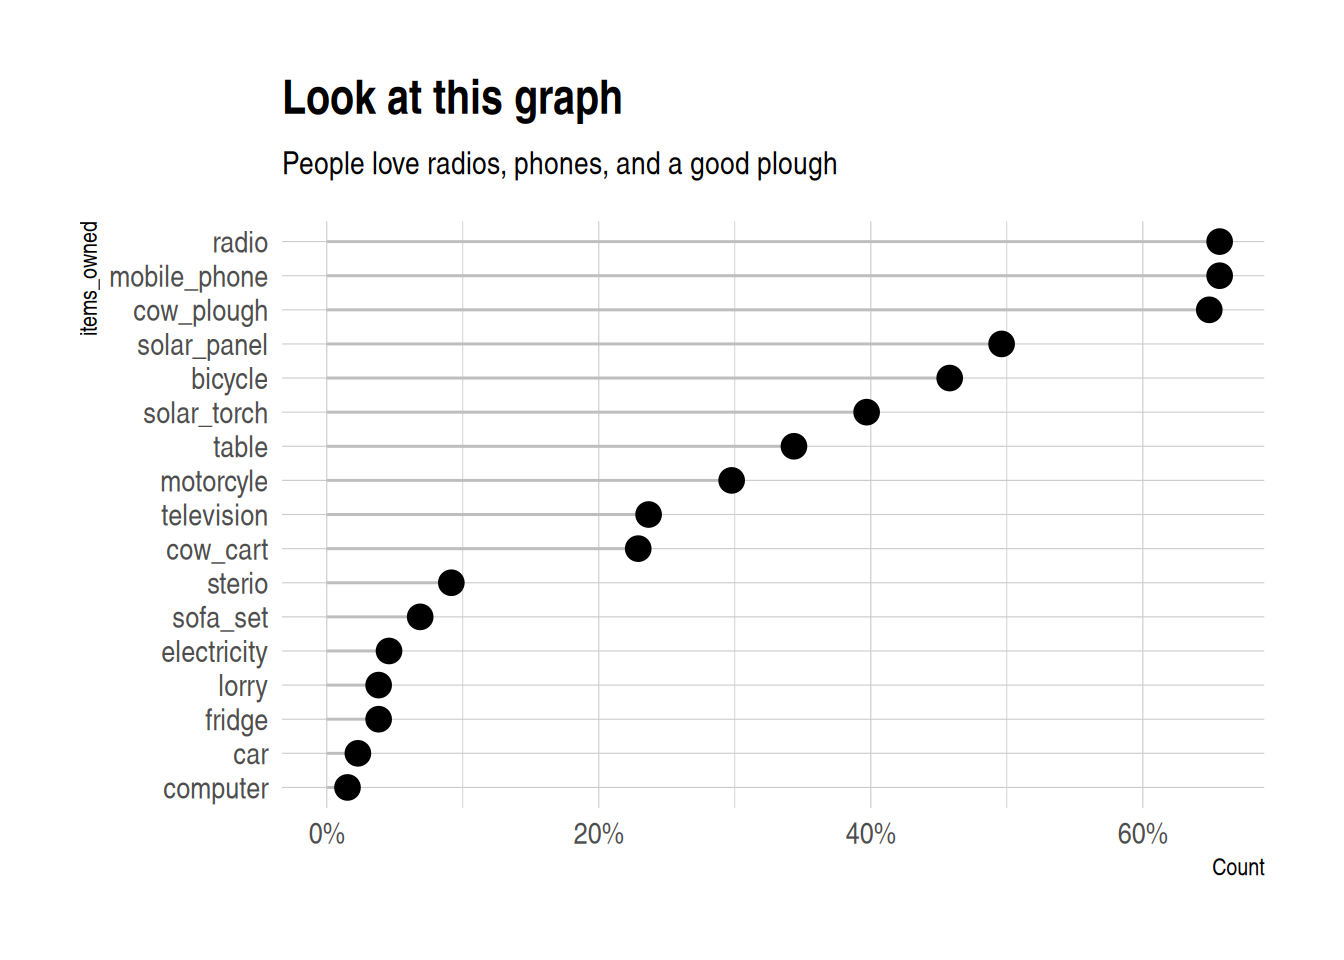 Look at this graph
People love radios, phones, and a good plough
items_owned
radio
mobile_phone
cow_plough
solar_panel
bicycle
solar_torch
table
motorcyle
television
cow_cart
sterio
sofa_set
electricity
lorry
fridge
car
computer
0% 20% 40% 60%
Count